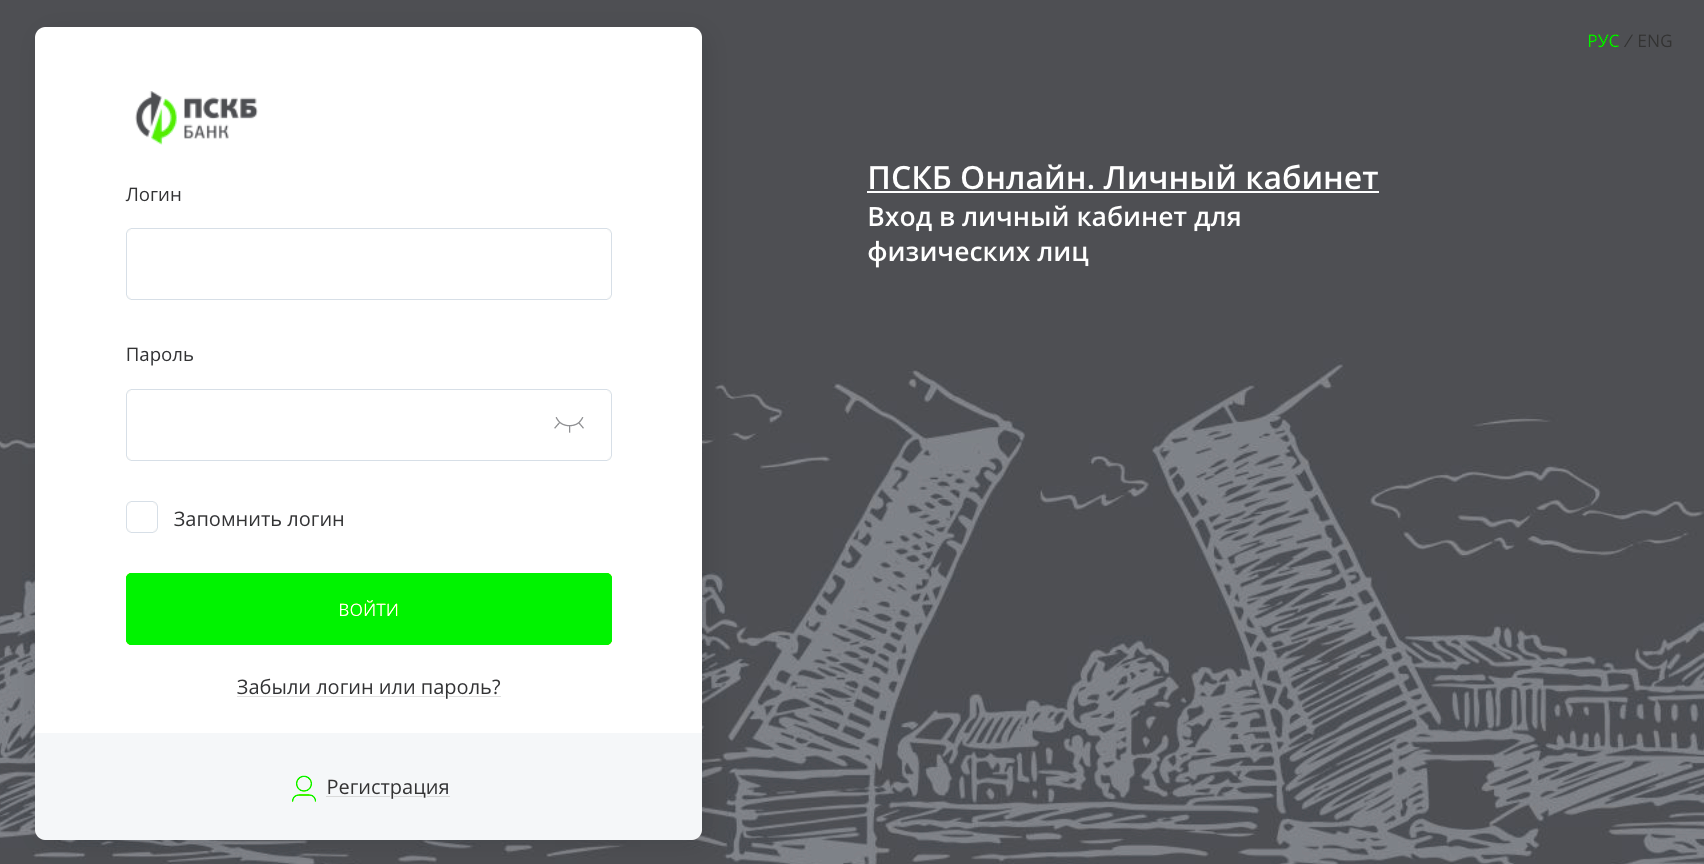 ПСКБ
БАНК
Логин
Пароль
Запомнить логин
ВОЙТИ
Забыли логин или пароль?
Регистрация
РУС / ENG
ПСКБ Онлайн. Личный кабинет
Вход в личный кабинет для
физических лиц